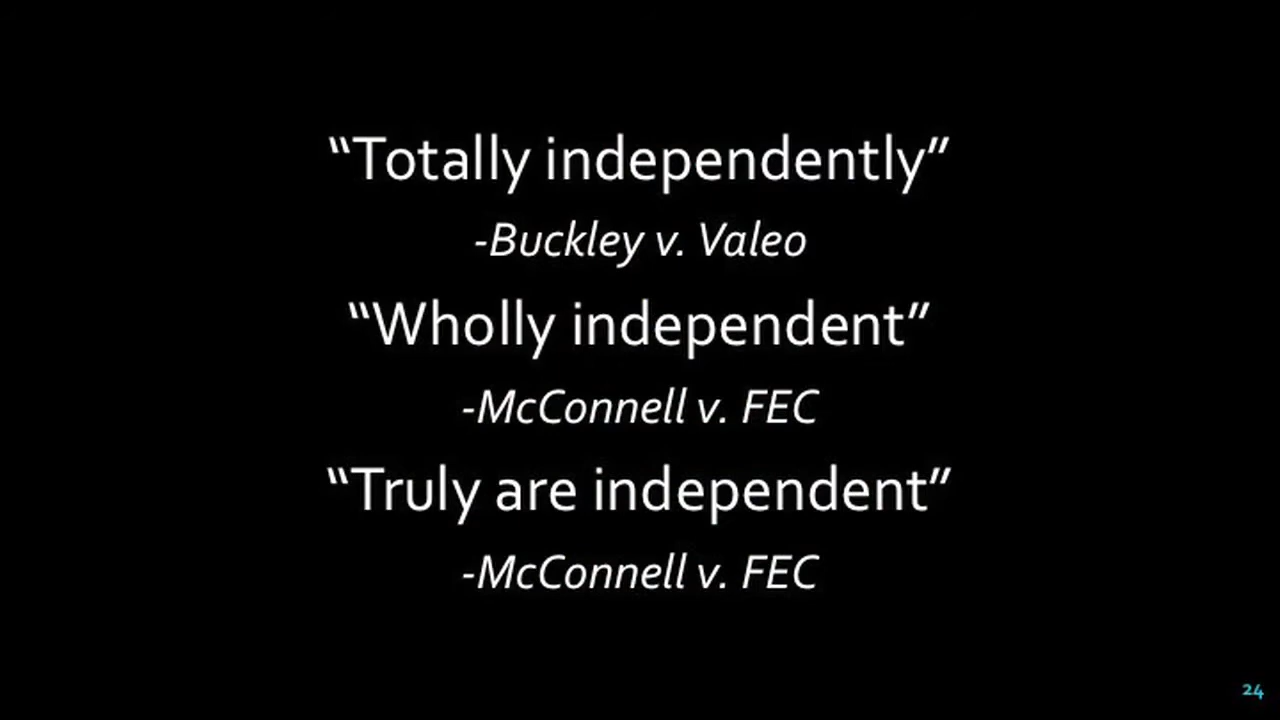 “Totally independently”
-Buckley v. Valeo
“Wholly independent”
-McConnell v. FEC
“Truly are independent”
-McConnell v. FEC
24